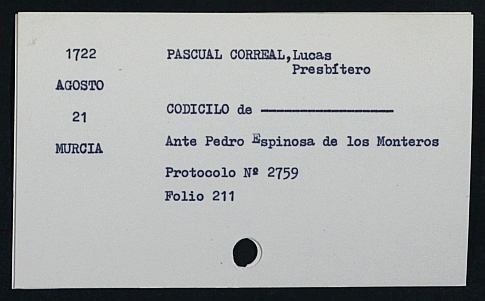 1722
AGOSTO
21
MURCIA
PASCUAL CORREAL, Lucas
Presbítero
CODICILO de ------------------
Ante Pedro Espinosa de los Monteros
Protocolo Nº 2759
Folio 211